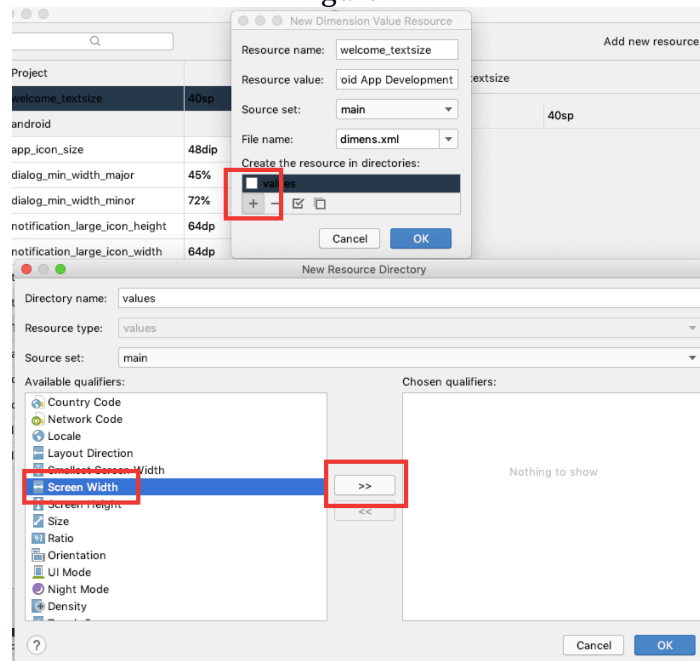 New Dimension Value Resource
Add new resource
Resource name: welcome_textsize
Project
Resource value: oid App Development
extsize
welcome_textsize 40sp
Source set: main
40sp
android
File name: dimens.xml
app_icon_size 48dip
Create the resource in directories:
dialog_min_width_major 45%
values
dialog_min_width_minor 72%
notification_large_icon_height 64dp
Cancel OK
notification_large_icon_width 64dp
New Resource Directory
Directory name: values
Resource type: values
Source set: main
Available qualifiers: Chosen qualifiers:
Country Code
Network Code
Locale
Layout Direction
Smallest Screen Width
Nothing to show
Screen Width >>
Screen Height
<<
Size
Ratio
Orientation
UI Mode
Night Mode
Density
? Cancel OK